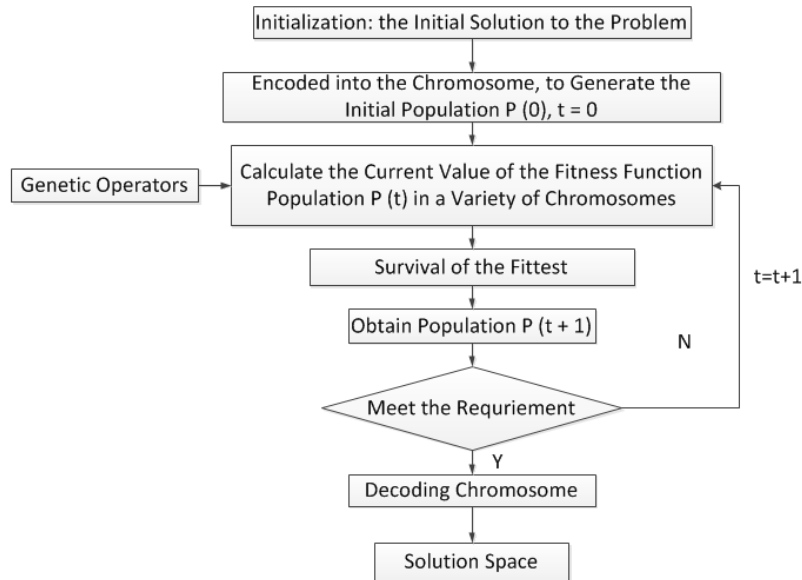 Initialization: the Initial Solution to the Problem
Encoded into the Chromosome, to Generate the
Initial Population P (0), t = 0
Genetic Operators
Calculate the Current Value of the Fitness Function
Population P (t) in a Variety of Chromosomes
Survival of the Fittest
t=t+1
Obtain Population P (t + 1)
N
Meet the Requriement
Y
Decoding Chromosome
Solution Space